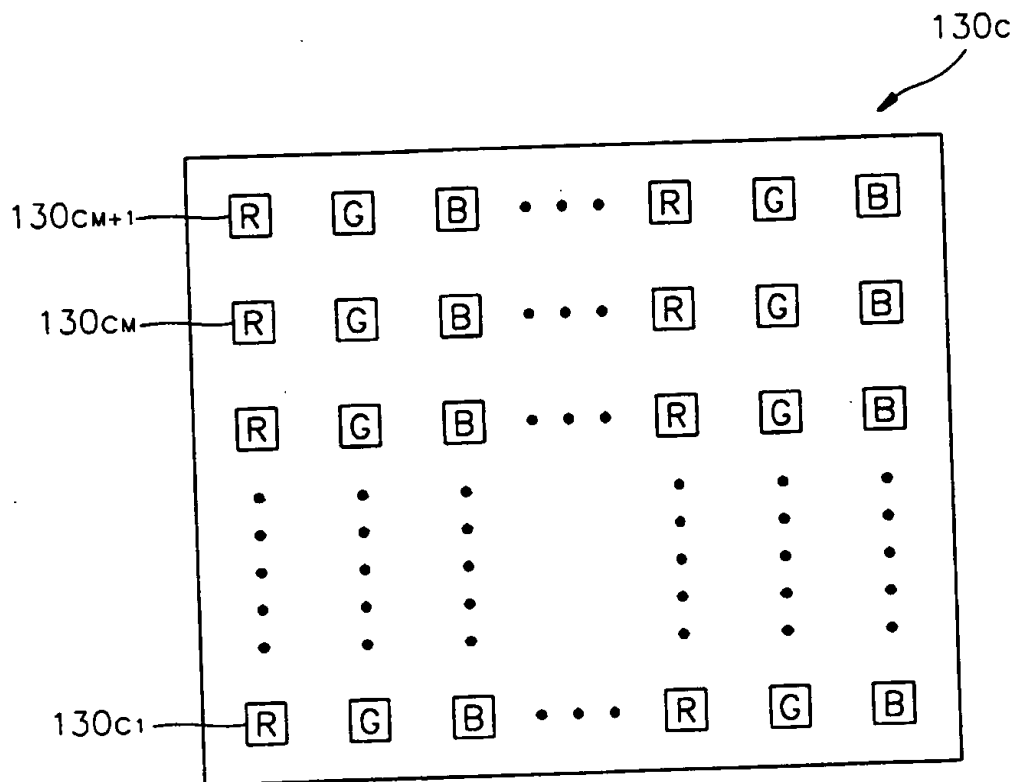 130C
130CM+1 R G B • • • R G B
130CM R G B • • • R G B
R G B • • • R G B
130C1 R G B • • • R G B